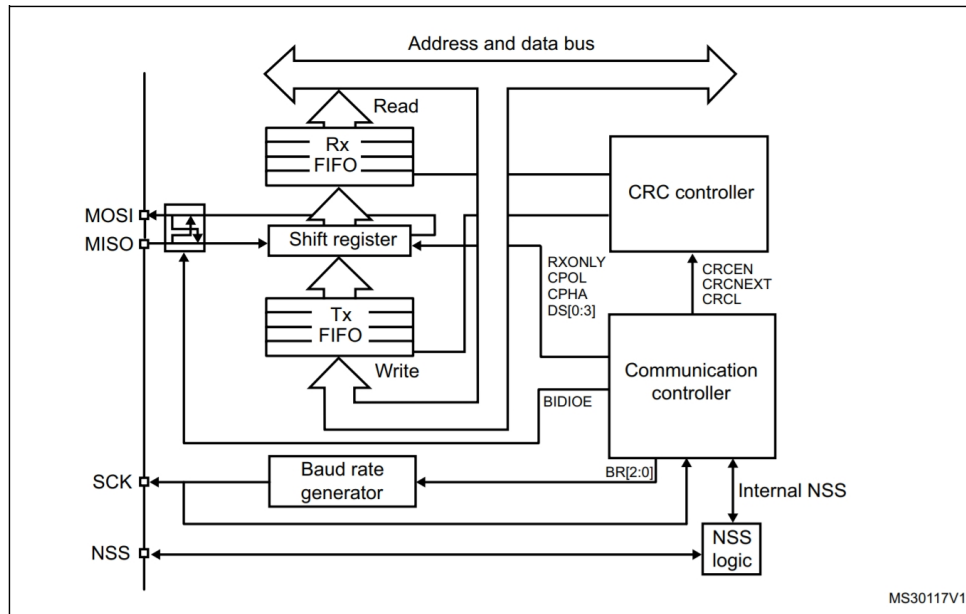 Address and data bus
Read
Rx
FIFO
CRC controller
MOSI
MISO
Shift register
RXONLY
CPOL
CPHA
DS[0:3]
CRCEN
CRCNEXT
CRCL
Tx
FIFO
Write
Communication
controller
BIDIOE
BR[2:0]
SCK
Baud rate
generator
Internal NSS
NSS
NSS
logic
MS30117V1